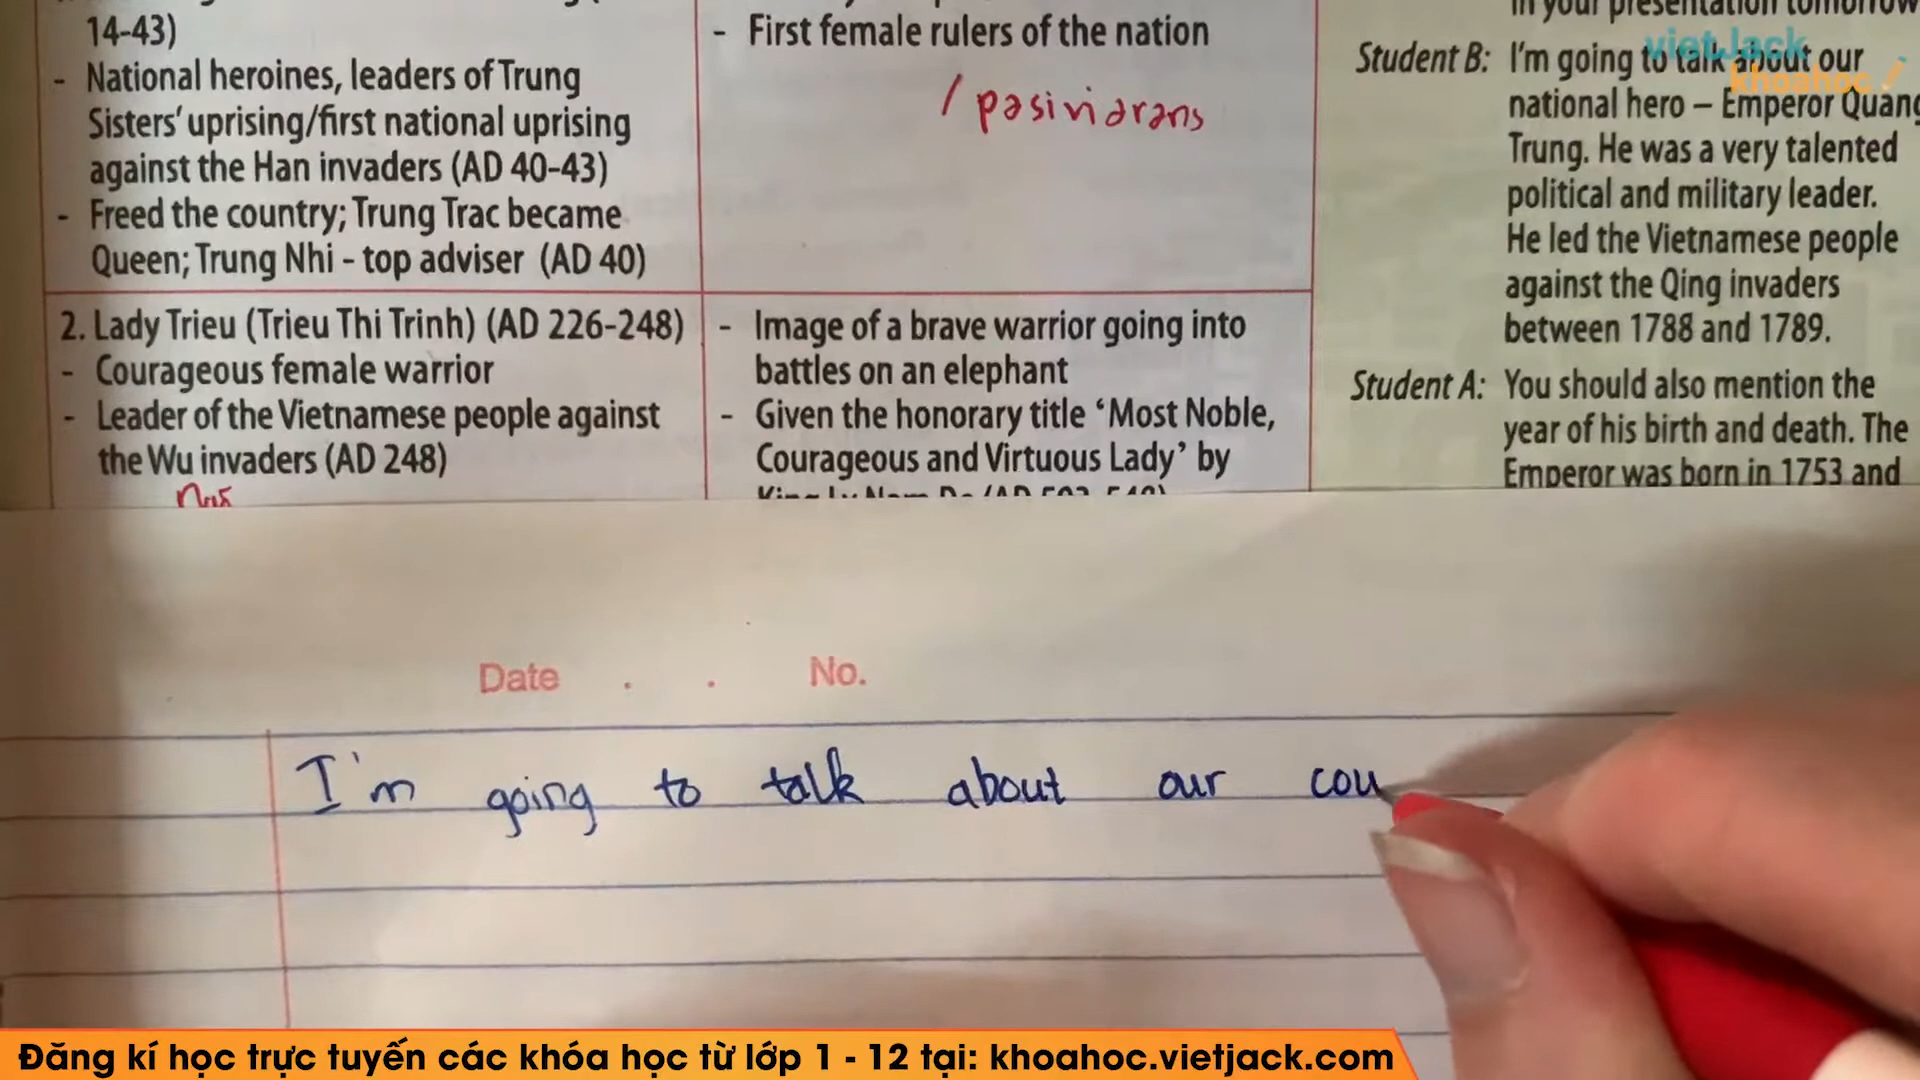 14-43)
- National heroines, leaders of Trung
Sisters' uprising/first national uprising
against the Han invaders (AD 40-43)
- Freed the country; Trung Trac became
Queen; Trung Nhi - top adviser (AD 40)
- First female rulers of the nation
2. Lady Trieu (Trieu Thi Trinh) (AD 226-248)
- Courageous female warrior
- Leader of the Vietnamese people against
the Wu invaders (AD 248)
- Image of a brave warrior going into
battles on an elephant
- Given the honorary title ‘Most Noble,
Courageous and Virtuous Lady’ by
in your presentation tomorrow
Student B: I'm going to talk about our
national hero – Emperor Quang
Trung. He was a very talented
political and military leader.
He led the Vietnamese people
against the Qing invaders
between 1788 and 1789.
Student A: You should also mention the
year of his birth and death. The
Emperor was born in 1753 and
vietJack
khoahoc
Date . . No.
I'm going to talk about our cou
Đăng kí học trực tuyến các khóa học từ lớp 1 - 12 tại: khoahoc.vietjack.com